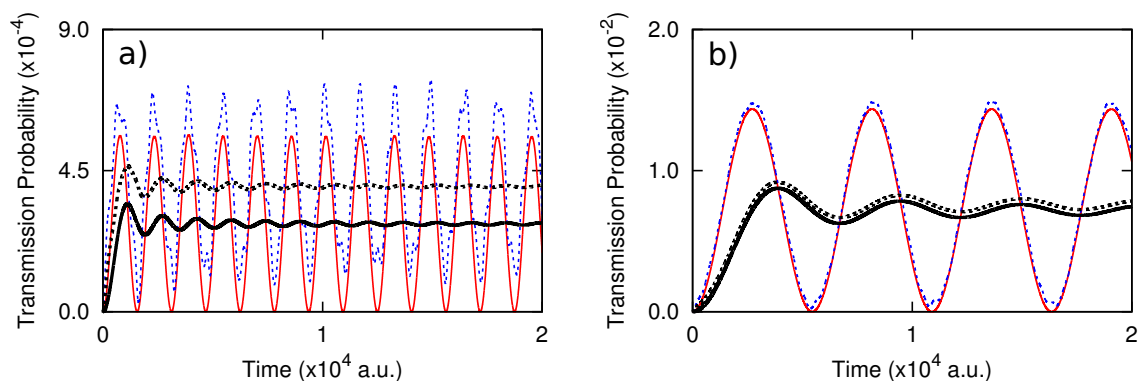 a)
Transmission Probability (x10⁻⁴)
9.0
4.5
0.0
0
1
2
Time (x10⁴ a.u.)
b)
Transmission Probability (x10⁻²)
2.0
1.0
0.0
0
1
2
Time (x10⁴ a.u.)